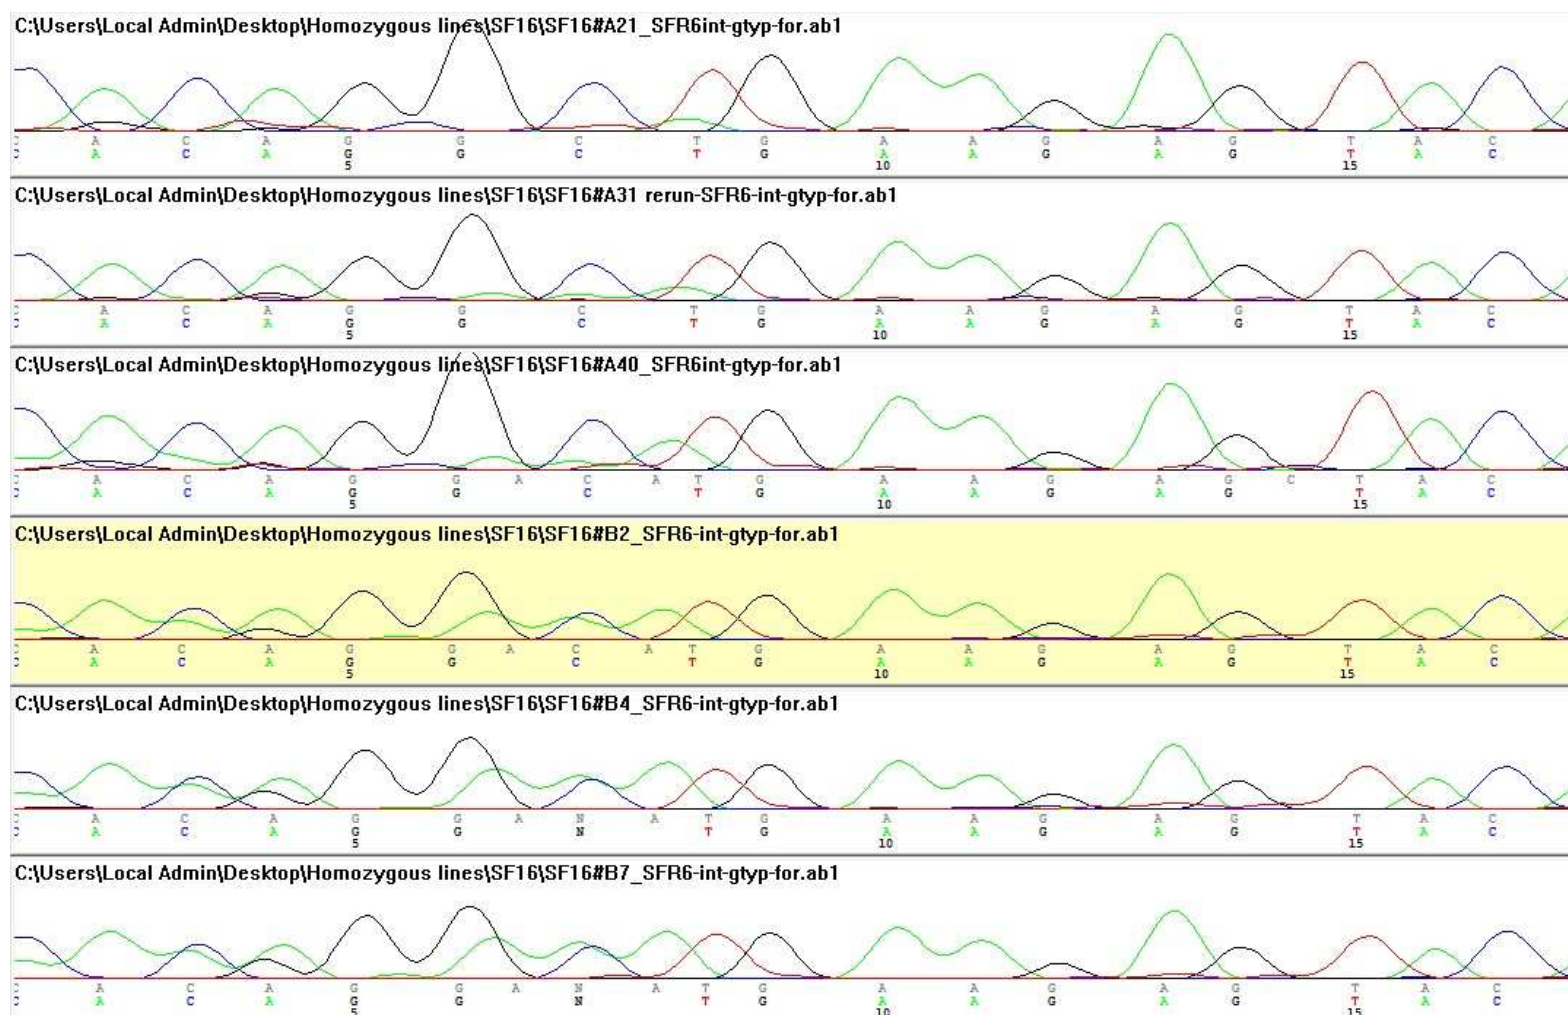 C:\Users\Local Admin\Desktop\Homozygous lines\SF16\SF16#A21_SFR6int-gtyp-for.ab1
C A C A G G C T G A A G A G T A C
C A C A G G C T G A A G A G T A C
5 10 15
C:\Users\Local Admin\Desktop\Homozygous lines\SF16\SF16#A31 rerun-SFR6-int-gtyp-for.ab1
C A C A G G C T G A A G A G T A C
C A C A G G C T G A A G A G T A C
5 10 15
C:\Users\Local Admin\Desktop\Homozygous lines\SF16\SF16#A40_SFR6int-gtyp-for.ab1
C A C A G G A C A T G A A G A G C T A C
C A C A G G C T G A A G A G T A C
5 10 15
C:\Users\Local Admin\Desktop\Homozygous lines\SF16\SF16#B2_SFR6-int-gtyp-for.ab1
C A C A G G A C A T G A A G A G T A C
C A C A G G C T G A A G A G T A C
5 10 15
C:\Users\Local Admin\Desktop\Homozygous lines\SF16\SF16#B4_SFR6-int-gtyp-for.ab1
C A C A G G A N A T G A A G A G T A C
C A C A G G N T G A A G A G T A C
5 10 15
C:\Users\Local Admin\Desktop\Homozygous lines\SF16\SF16#B7_SFR6-int-gtyp-for.ab1
C A C A G G A N A T G A A G A G T A C
C A C A G G N T G A A G A G T A C
5 10 15